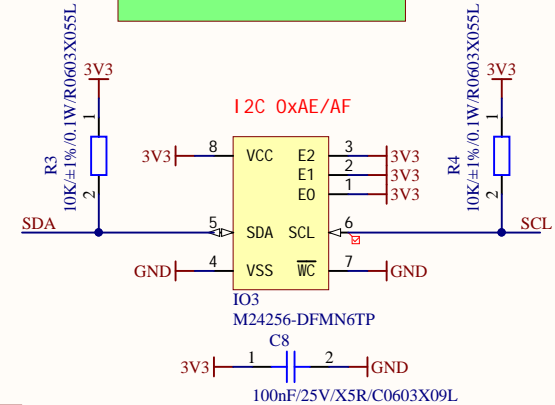 3V3
1
R3
10K/±1%/0.1W/R0603X055L
2
SDA
I2C 0xAE/AF
3V3
8
VCC
E2
3
3V3
E1
2
3V3
E0
1
3V3
5
SDA
SCL
6
GND
4
VSS
WC
7
GND
IO3
M24256-DFMN6TP
3V3
1
R4
10K/±1%/0.1W/R0603X055L
2
SCL
C8
3V3
1
2
GND
100nF/25V/X5R/C0603X09L